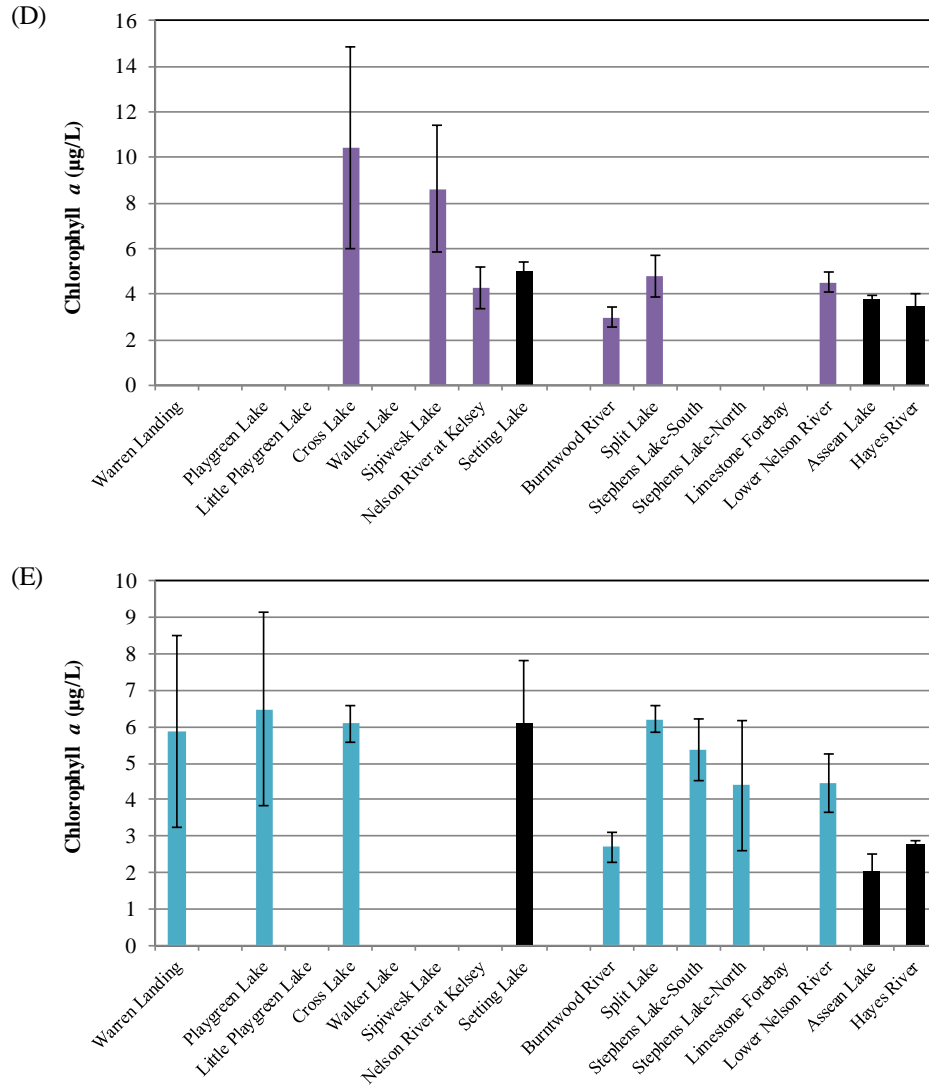 (D)
Chlorophyll a (µg/L)
16
14
12
10
8
6
4
2
0
Warren Landing
Playgreen Lake
Little Playgreen Lake
Cross Lake
Walker Lake
Sipiwesk Lake
Nelson River at Kelsey
Setting Lake
Burntwood River
Split Lake
Stephens Lake-South
Stephens Lake-North
Limestone Forebay
Lower Nelson River
Assean Lake
Hayes River
(E)
Chlorophyll a (µg/L)
10
9
8
7
6
5
4
3
2
1
0
Warren Landing
Playgreen Lake
Little Playgreen Lake
Cross Lake
Walker Lake
Sipiwesk Lake
Nelson River at Kelsey
Setting Lake
Burntwood River
Split Lake
Stephens Lake-South
Stephens Lake-North
Limestone Forebay
Lower Nelson River
Assean Lake
Hayes River